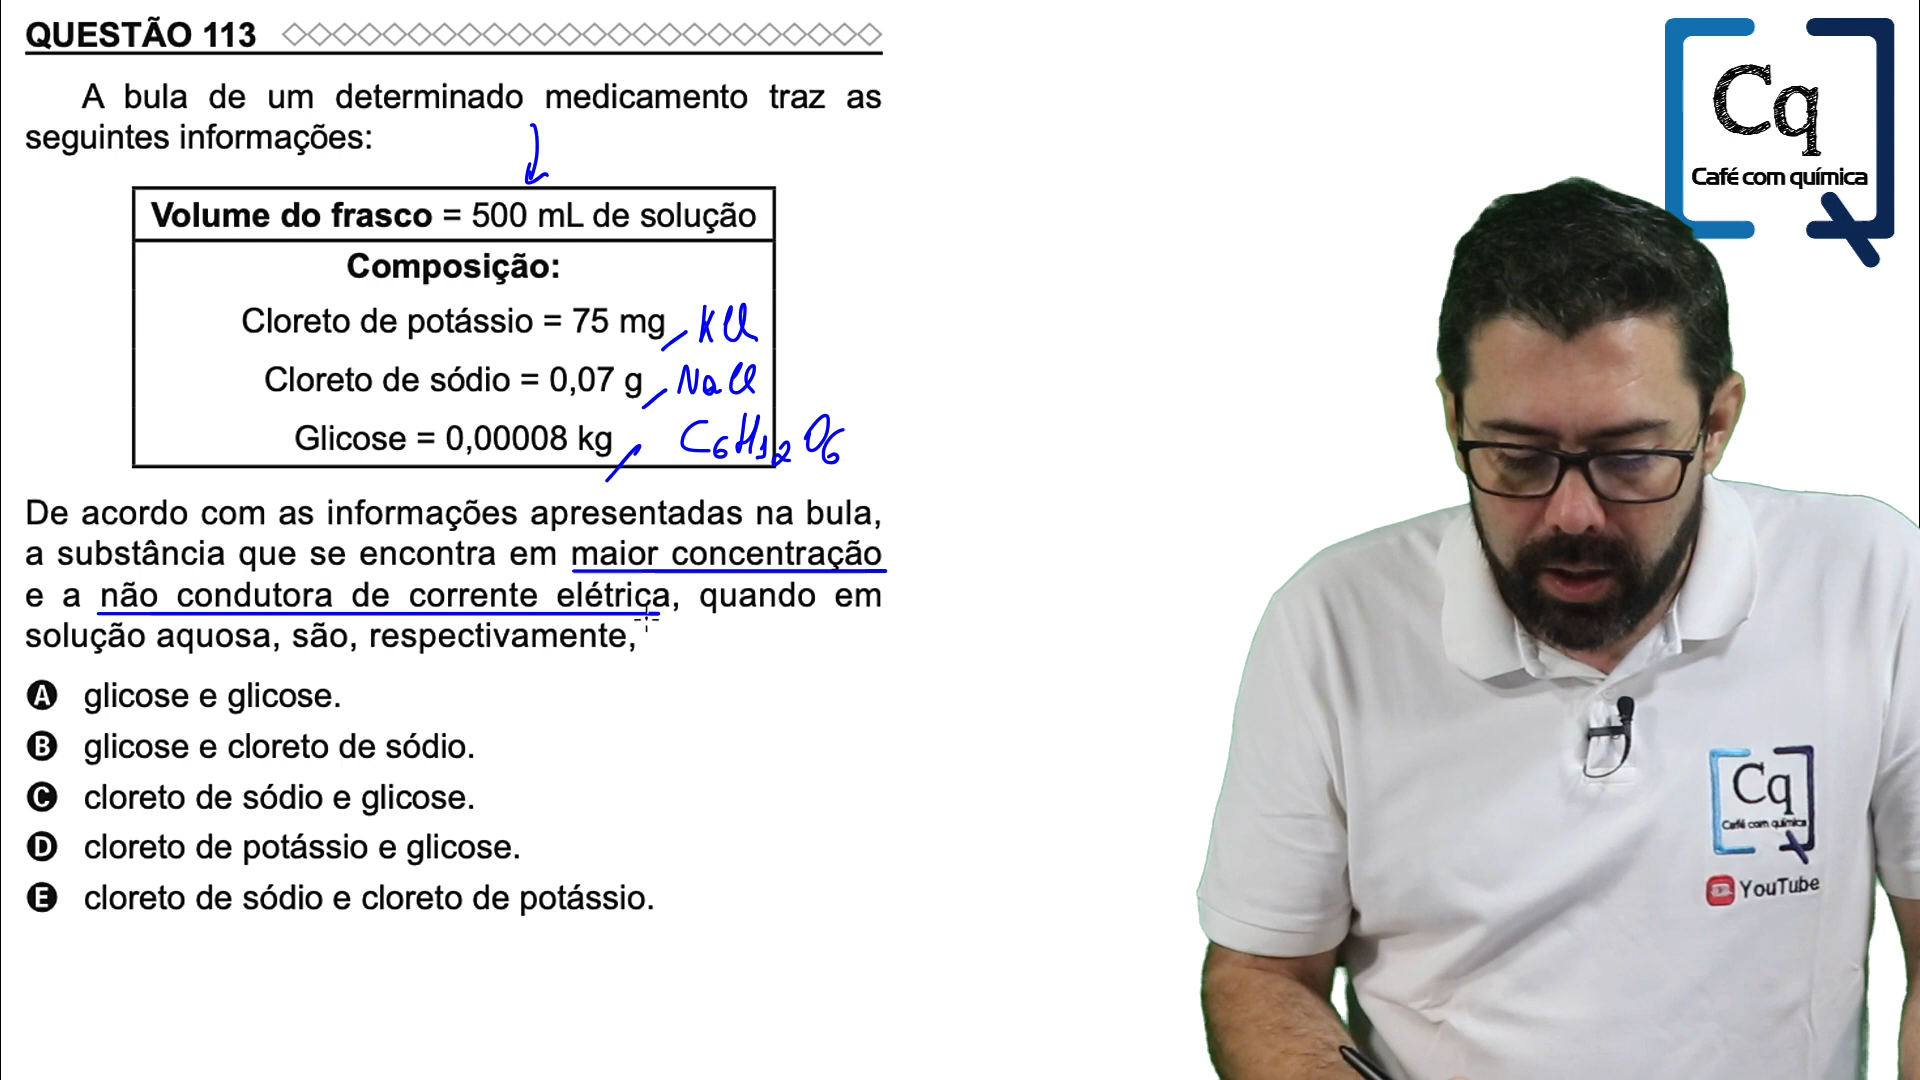 QUESTÃO 113
A bula de um determinado medicamento traz as
seguintes informações:
Volume do frasco = 500 mL de solução
Composição:
Cloreto de potássio = 75 mg KCl
Cloreto de sódio = 0,07 g NaCl
Glicose = 0,00008 kg C6H12O6
De acordo com as informações apresentadas na bula,
a substância que se encontra em maior concentração
e a não condutora de corrente elétrica, quando em
solução aquosa, são, respectivamente,
A glicose e glicose.
B glicose e cloreto de sódio.
C cloreto de sódio e glicose.
D cloreto de potássio e glicose.
E cloreto de sódio e cloreto de potássio.
Cq
Café com química
Cq
Café com química
YouTube